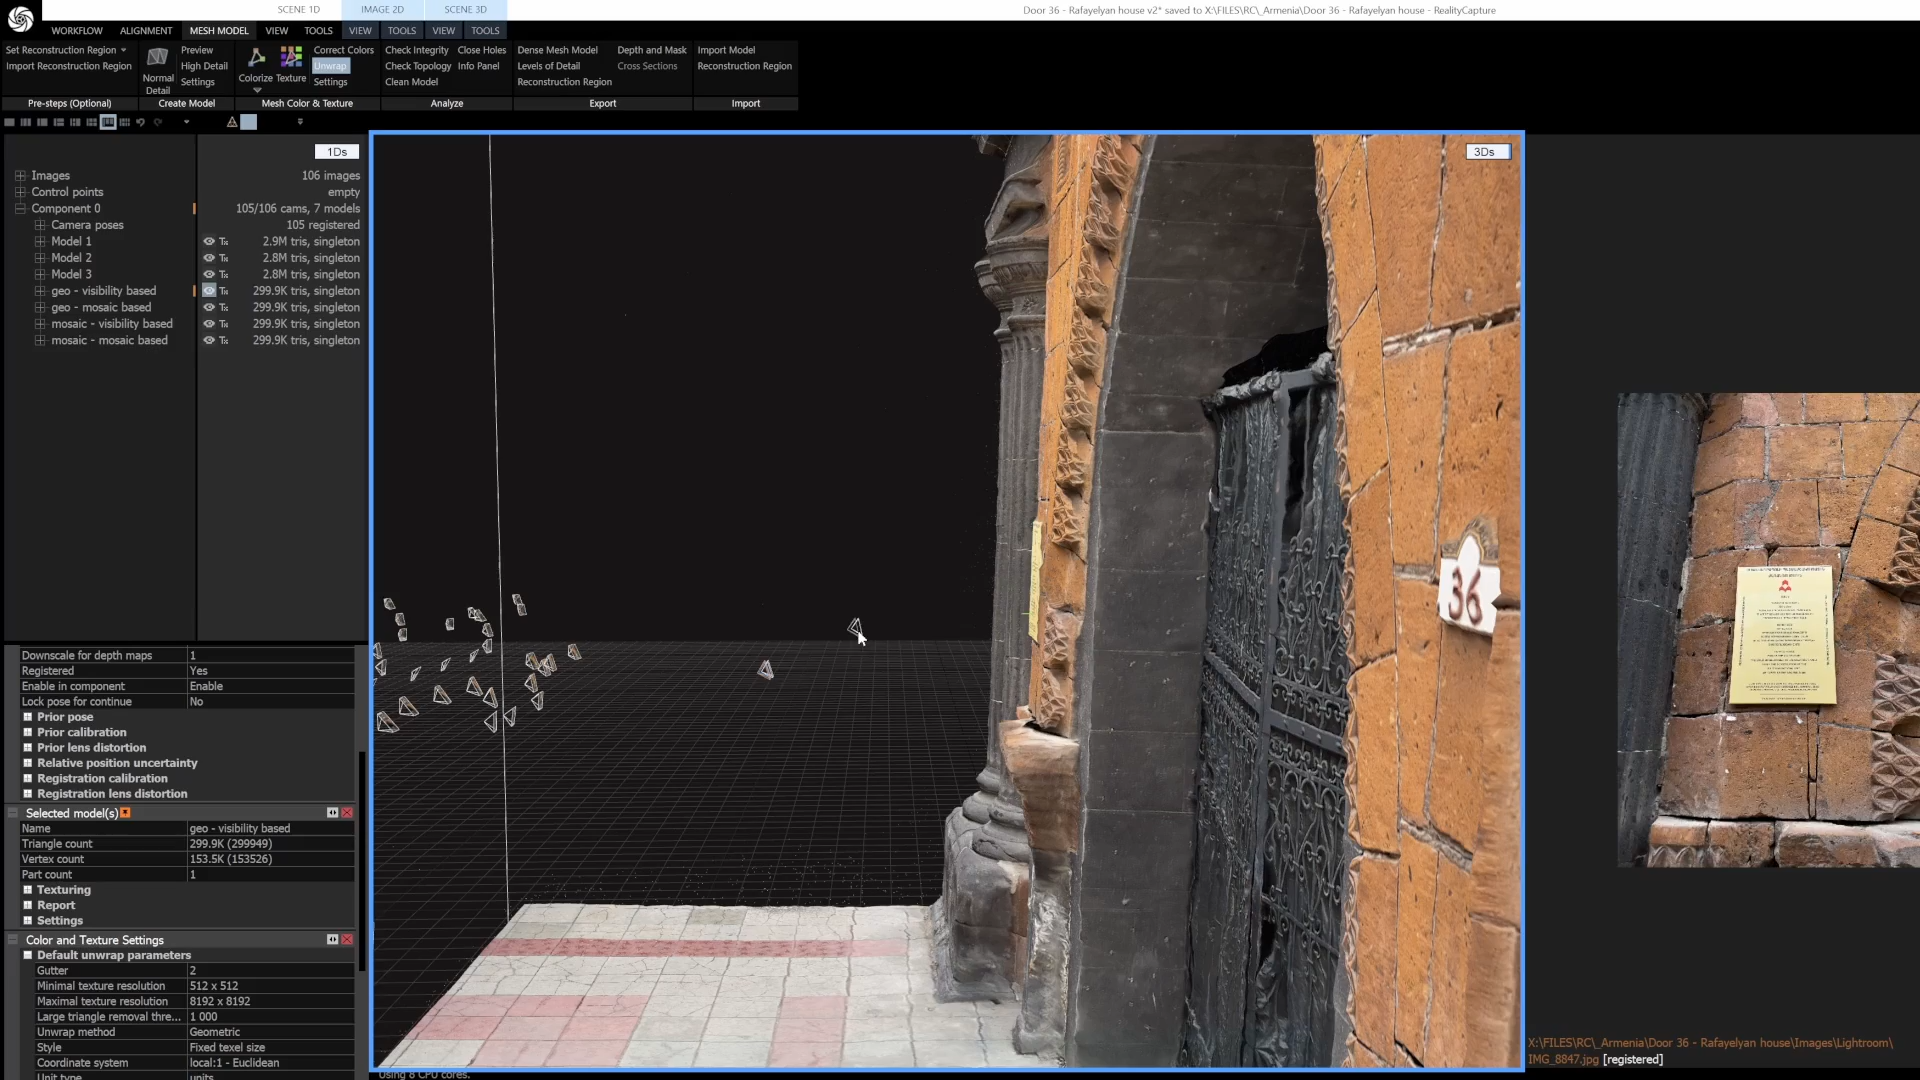 SCENE 1D
IMAGE 2D
SCENE 3D
Door 36 - Rafayelyan house v2* saved to X:\FILES\RC\_Armenia\Door 36 - Rafayelyan house - RealityCapture
WORKFLOW
ALIGNMENT
MESH MODEL
VIEW
TOOLS
VIEW
TOOLS
VIEW
TOOLS
Set Reconstruction Region
Import Reconstruction Region
Pre-steps (Optional)
Normal Detail
Preview
High Detail
Settings
Create Model
Colorize
Texture
Correct Colors
Unwrap
Settings
Mesh Color & Texture
Check Integrity
Check Topology
Clean Model
Close Holes
Info Panel
Analyze
Dense Mesh Model
Levels of Detail
Reconstruction Region
Depth and Mask
Cross Sections
Export
Import Model
Reconstruction Region
Import
1Ds
Images 106 images
Control points empty
Component 0 105/106 cams, 7 models
Camera poses 105 registered
Model 1 2.9M tris, singleton
Model 2 2.8M tris, singleton
Model 3 2.8M tris, singleton
geo - visibility based 299.9K tris, singleton
geo - mosaic based 299.9K tris, singleton
mosaic - visibility based 299.9K tris, singleton
mosaic - mosaic based 299.9K tris, singleton
Downscale for depth maps 1
Registered Yes
Enable in component Enable
Lock pose for continue No
Prior pose
Prior calibration
Prior lens distortion
Relative position uncertainty
Registration calibration
Registration lens distortion
Selected model(s)
Name geo - visibility based
Triangle count 299.9K (299949)
Vertex count 153.5K (153526)
Part count 1
Texturing
Report
Settings
Color and Texture Settings
Default unwrap parameters
Gutter 2
Minimal texture resolution 512 x 512
Maximal texture resolution 8192 x 8192
Large triangle removal thre... 1 000
Unwrap method Geometric
Style Fixed texel size
Coordinate system local:1 - Euclidean
Unit type units
3Ds
36
Using 8 CPU cores.
X:\FILES\RC\_Armenia\Door 36 - Rafayelyan house\Images\Lightroom\
IMG_8847.jpg [registered]